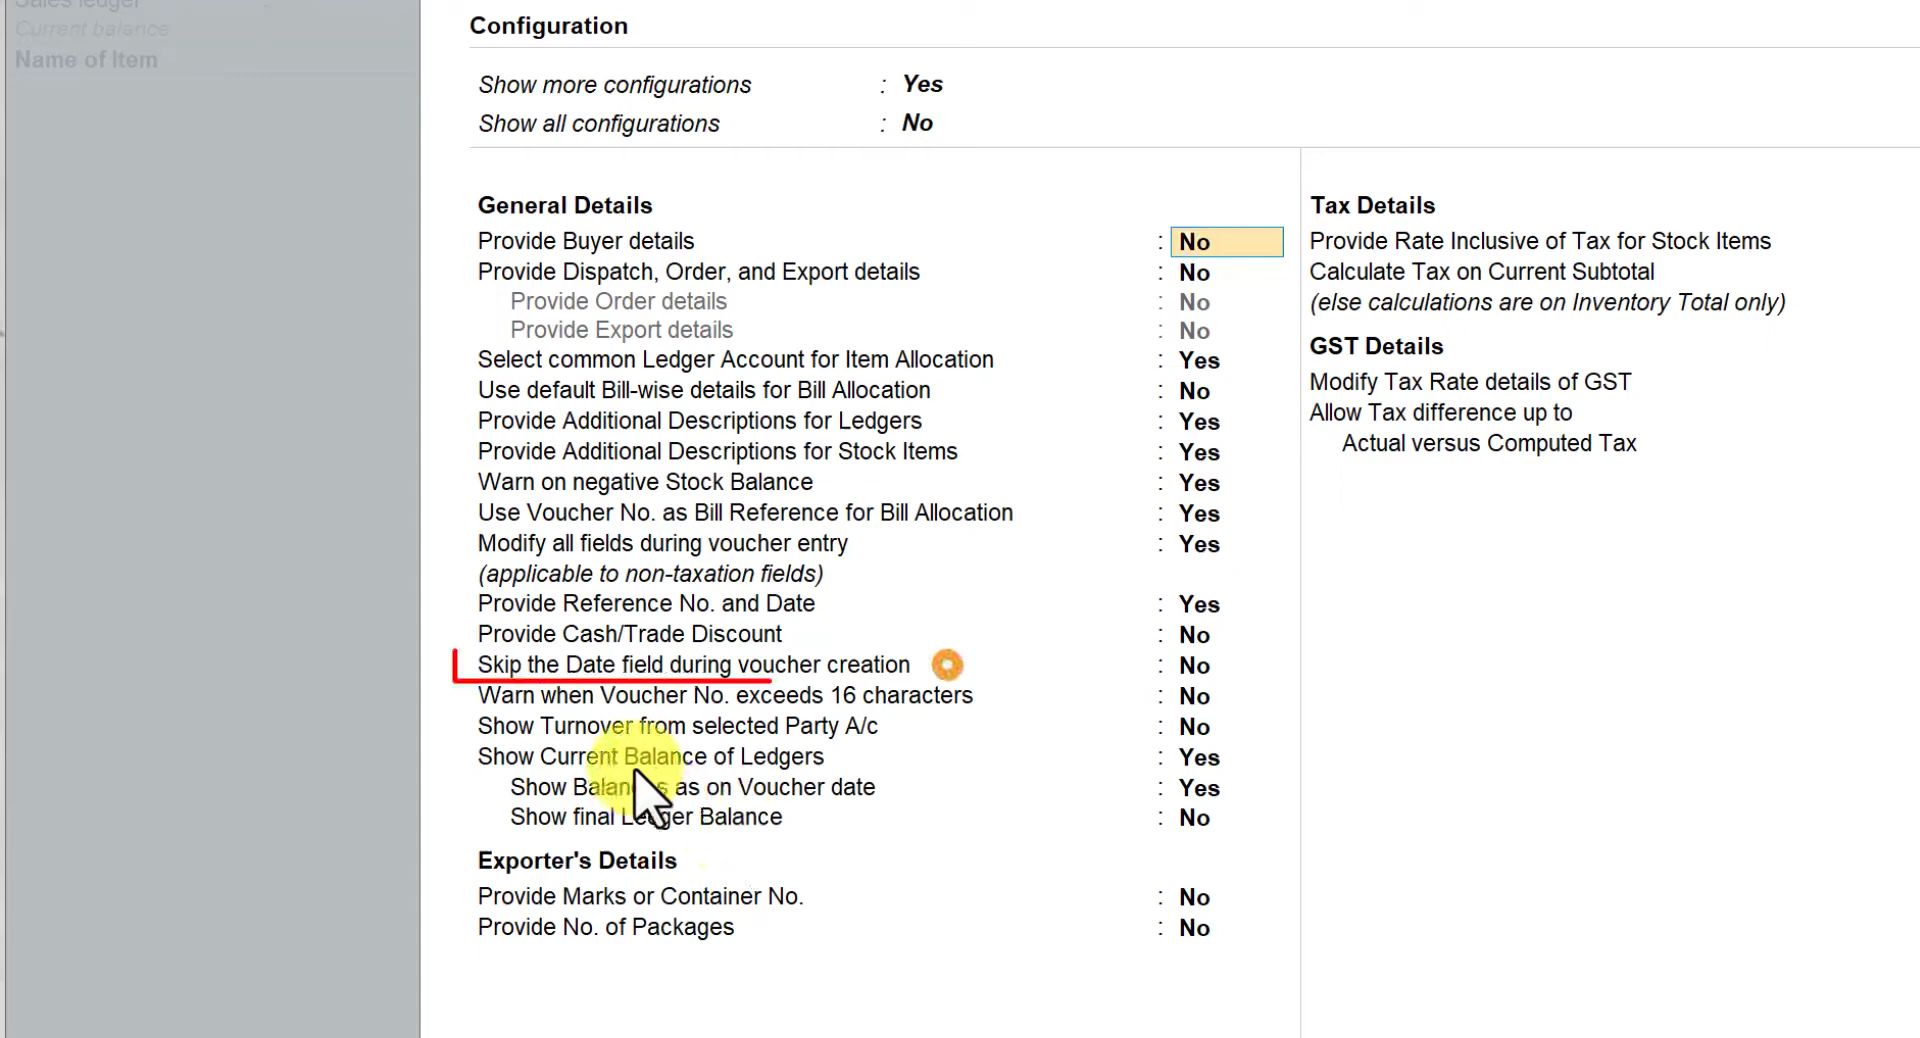 Sales ledger
Current balance
Name of Item
Configuration
Show more configurations : Yes
Show all configurations : No
General Details
Provide Buyer details : No
Provide Dispatch, Order, and Export details : No
Provide Order details : No
Provide Export details : No
Select common Ledger Account for Item Allocation : Yes
Use default Bill-wise details for Bill Allocation : No
Provide Additional Descriptions for Ledgers : Yes
Provide Additional Descriptions for Stock Items : Yes
Warn on negative Stock Balance : Yes
Use Voucher No. as Bill Reference for Bill Allocation : Yes
Modify all fields during voucher entry : Yes
(applicable to non-taxation fields)
Provide Reference No. and Date : Yes
Provide Cash/Trade Discount : No
Skip the Date field during voucher creation : No
Warn when Voucher No. exceeds 16 characters : No
Show Turnover from selected Party A/c : No
Show Current Balance of Ledgers : Yes
Show Balances as on Voucher date : Yes
Show final Ledger Balance : No
Exporter's Details
Provide Marks or Container No. : No
Provide No. of Packages : No
Tax Details
Provide Rate Inclusive of Tax for Stock Items
Calculate Tax on Current Subtotal
(else calculations are on Inventory Total only)
GST Details
Modify Tax Rate details of GST
Allow Tax difference up to
Actual versus Computed Tax